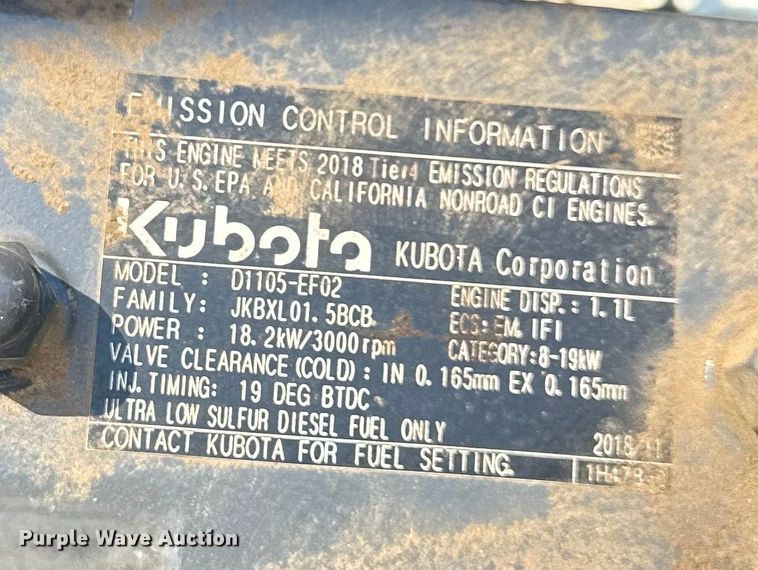 EMISSION CONTROL INFORMATION
THIS ENGINE MEETS 2018 Tier4 EMISSION REGULATIONS
FOR U.S. EPA AND CALIFORNIA NONROAD CI ENGINES.
Kubota KUBOTA Corporation
MODEL : D1105-EF02 ENGINE DISP.: 1.1L
FAMILY: JKBXL01.5BCB ECS: EM IFI
POWER : 18.2kW/3000rpm CATEGORY:8-19kW
VALVE CLEARANCE(COLD): IN 0.165mm EX 0.165mm
INJ.TIMING: 19 DEG BTDC
ULTRA LOW SULFUR DIESEL FUEL ONLY 2018/11
CONTACT KUBOTA FOR FUEL SETTING.
Purple Wave Auction